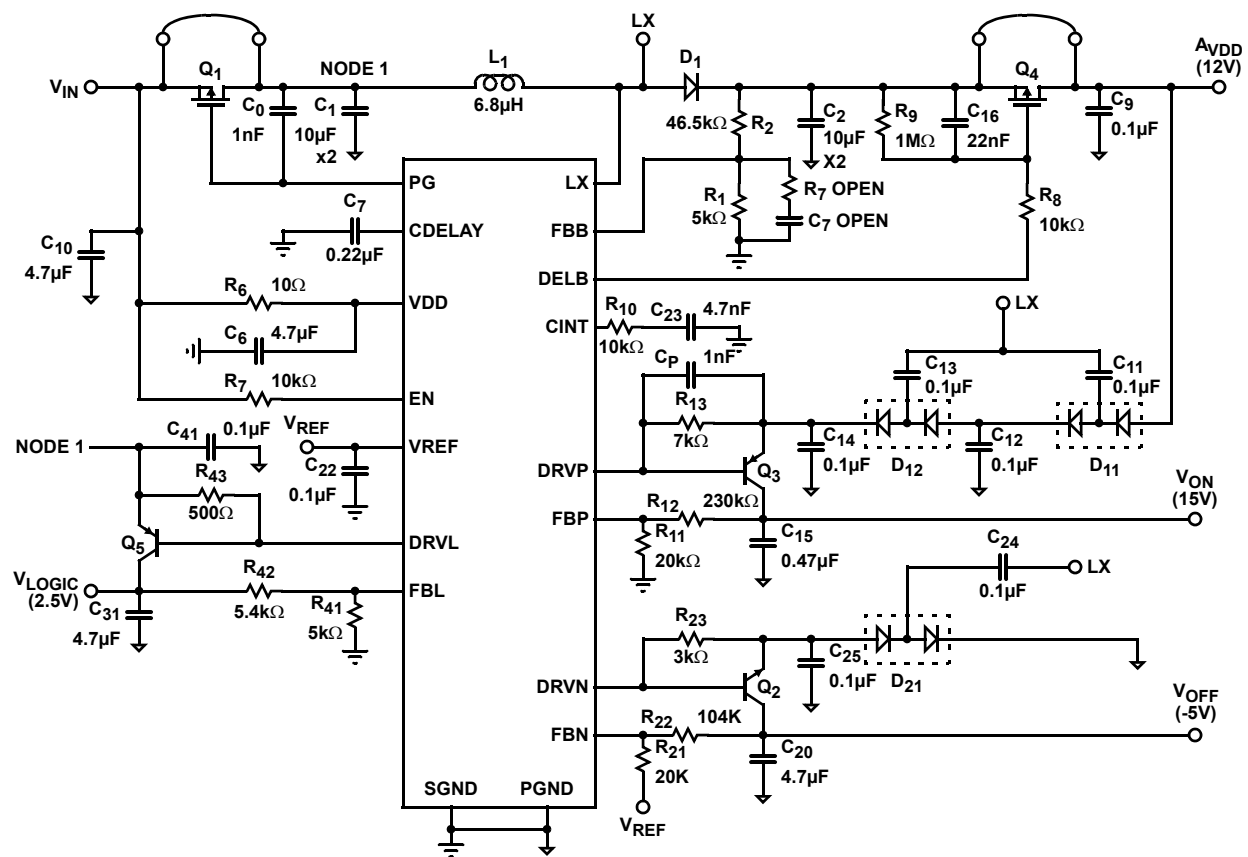 LX
V_IN
Q1
NODE 1
L1
6.8µH
D1
Q4
A_VDD
(12V)
C0
1nF
C1
10µF
x2
46.5kΩ
R2
C2
10µF
X2
R9
1MΩ
C16
22nF
C9
0.1µF
PG
LX
R1
5kΩ
R7 OPEN
C7 OPEN
R8
10kΩ
C7
0.22µF
CDELAY
FBB
C10
4.7µF
DELB
R6
10Ω
VDD
C6
4.7µF
CINT
R10
10kΩ
C23
4.7nF
LX
CP
1nF
C13
0.1µF
C11
0.1µF
R7
10kΩ
EN
R13
7kΩ
NODE 1
C41
0.1µF
V_REF
VREF
C22
0.1µF
C14
0.1µF
D12
C12
0.1µF
D11
R43
500Ω
DRVP
Q3
V_ON
(15V)
R12
230kΩ
FBP
R11
20kΩ
C15
0.47µF
Q5
DRVL
C24
0.1µF
LX
V_LOGIC
(2.5V)
R42
5.4kΩ
FBL
R41
5kΩ
C31
4.7µF
R23
3kΩ
C25
0.1µF
D21
DRVN
Q2
V_OFF
(-5V)
R22
104K
FBN
R21
20K
C20
4.7µF
SGND
PGND
V_REF